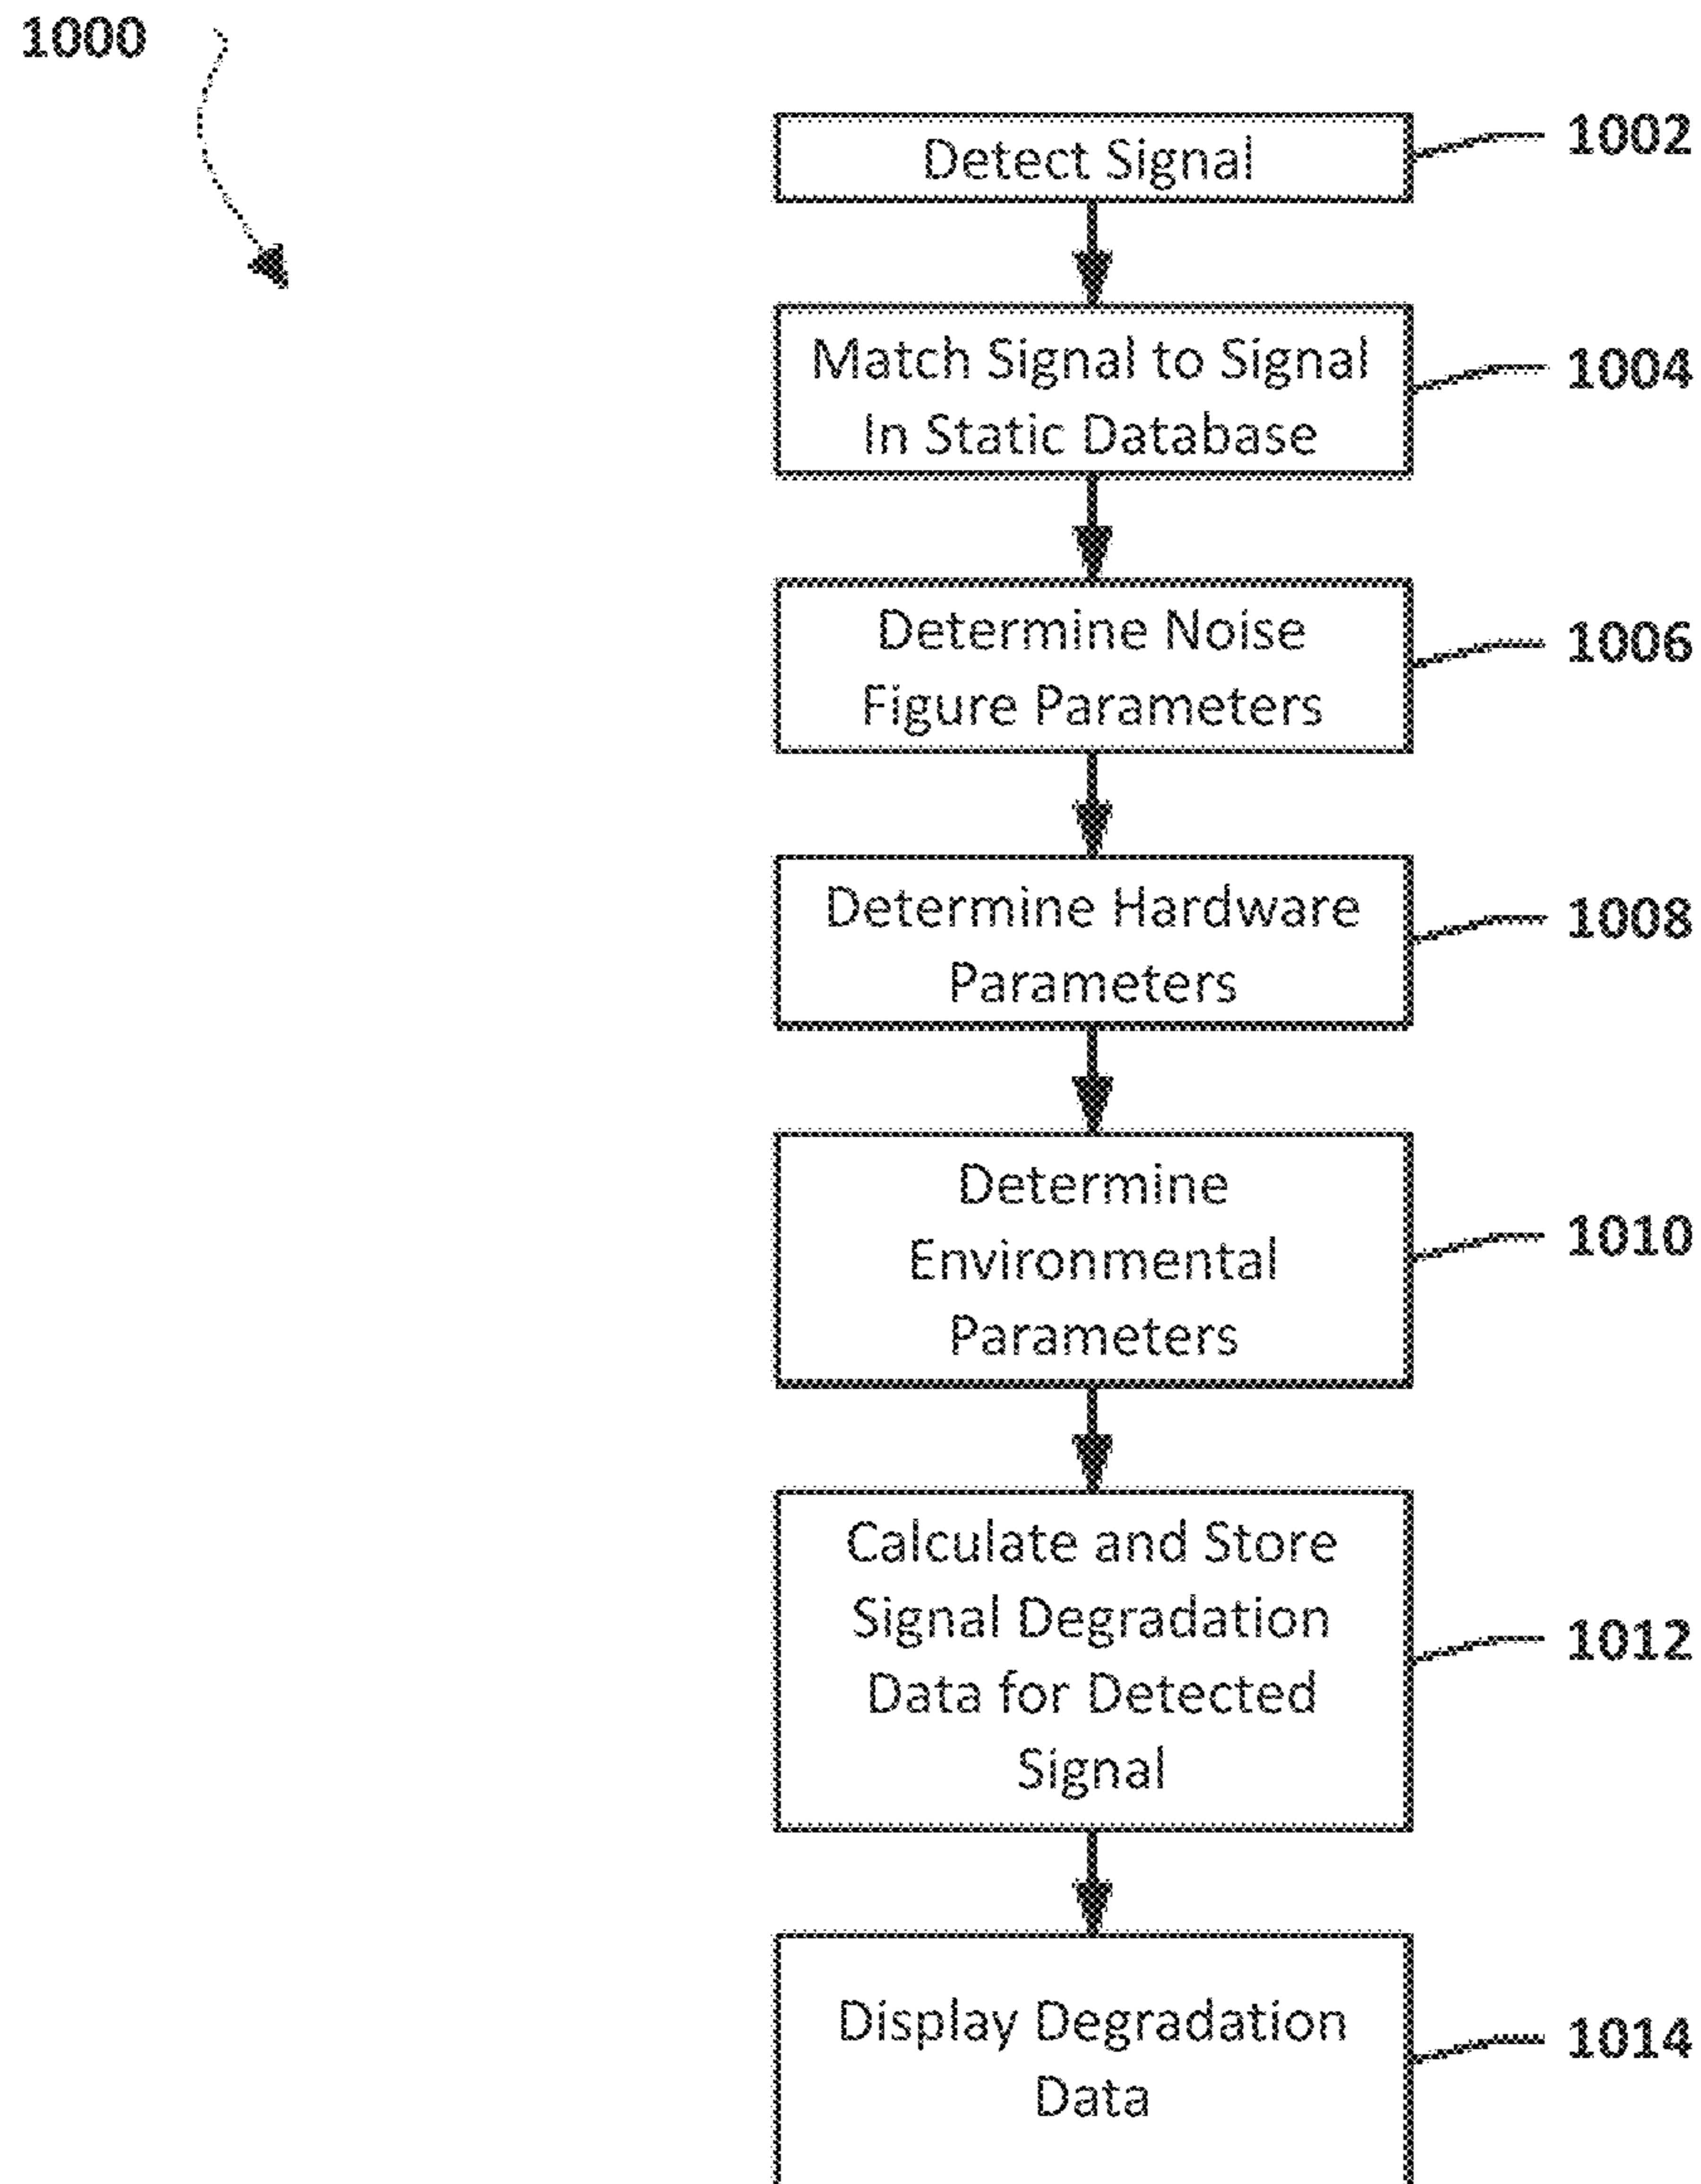 1000
Detect Signal
1002
Match Signal to Signal
In Static Database
1004
Determine Noise
Figure Parameters
1006
Determine Hardware
Parameters
1008
Determine
Environmental
Parameters
1010
Calculate and Store
Signal Degradation
Data for Detected
Signal
1012
Display Degradation
Data
1014